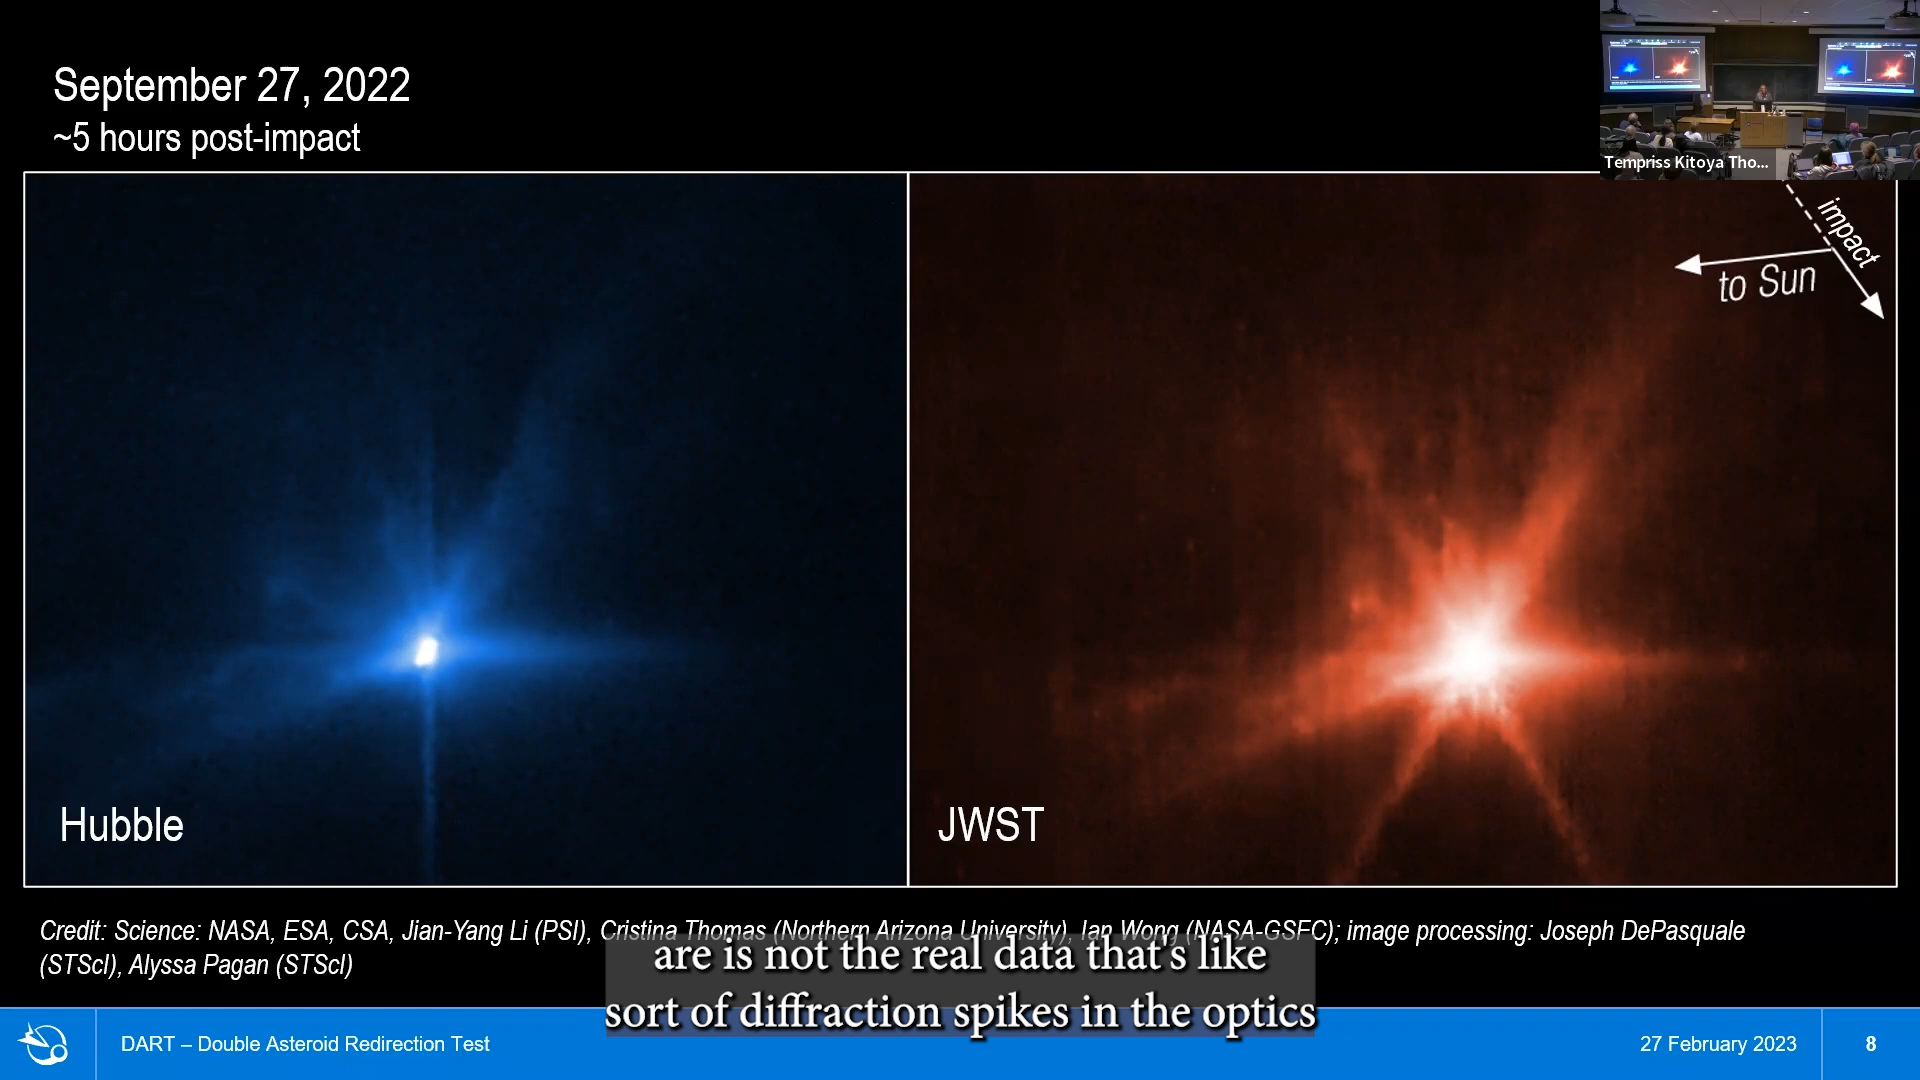 September 27, 2022
~5 hours post-impact
Tempriss Kitoya Tho...
impact
to Sun
Hubble
JWST
Credit: Science: NASA, ESA, CSA, Jian-Yang Li (PSI), Cristina Thomas (Northern Arizona University), Ian Wong (NASA-GSFC); image processing: Joseph DePasquale
(STScI), Alyssa Pagan (STScI)
are is not the real data that's like
sort of diffraction spikes in the optics
DART – Double Asteroid Redirection Test
27 February 2023
8